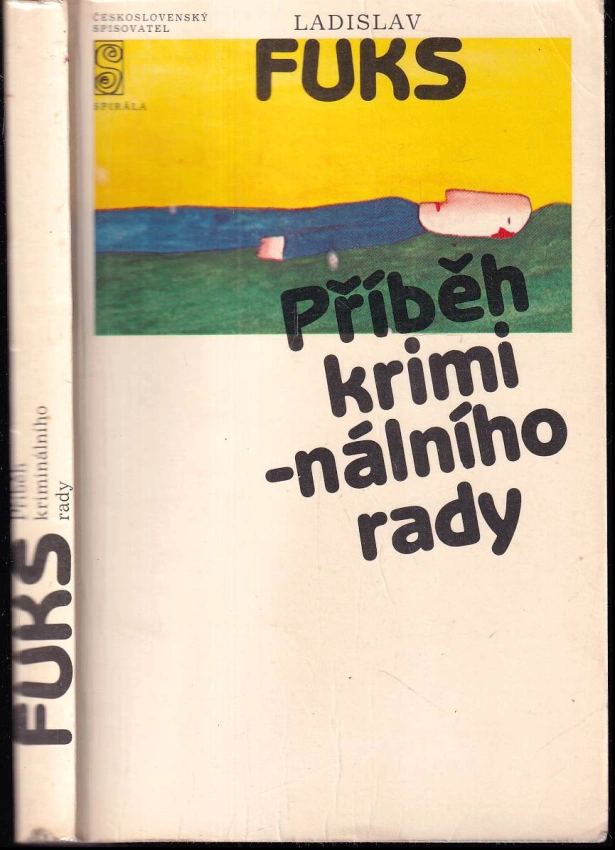 ČESKOSLOVENSKÝ
SPISOVATEL
LADISLAV
FUKS
SPIRÁLA
Příběh
krimi
-nálního
rady
FUKS
Příběh
kriminálního
rady